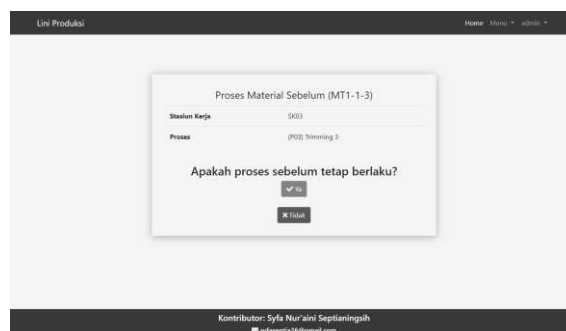 Lini Produksi
Home Menu admin
Proses Material Sebelum (MT1-1-3)
Stasiun Kerja SK03
Proses (P03) Trimming 3
Apakah proses sebelum tetap berlaku?
Ya
Tidak
Kontributor: Syfa Nur'aini Septianingsih